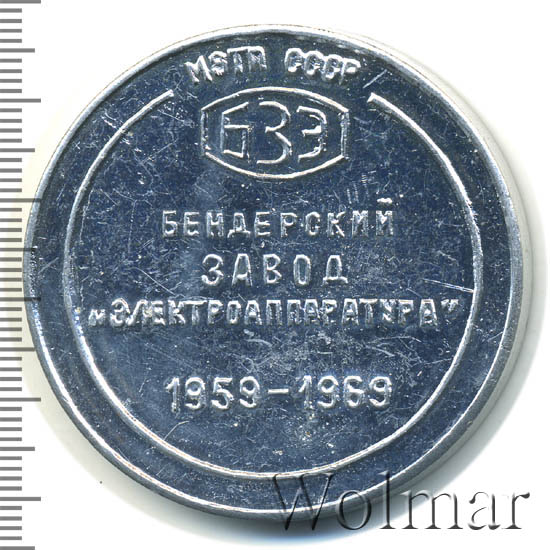 МЭТП СССР
БЗЭ
БЕНДЕРСКИЙ
ЗАВОД
„ЭЛЕКТРОАППАРАТУРА"
1959-1969
Wolmar